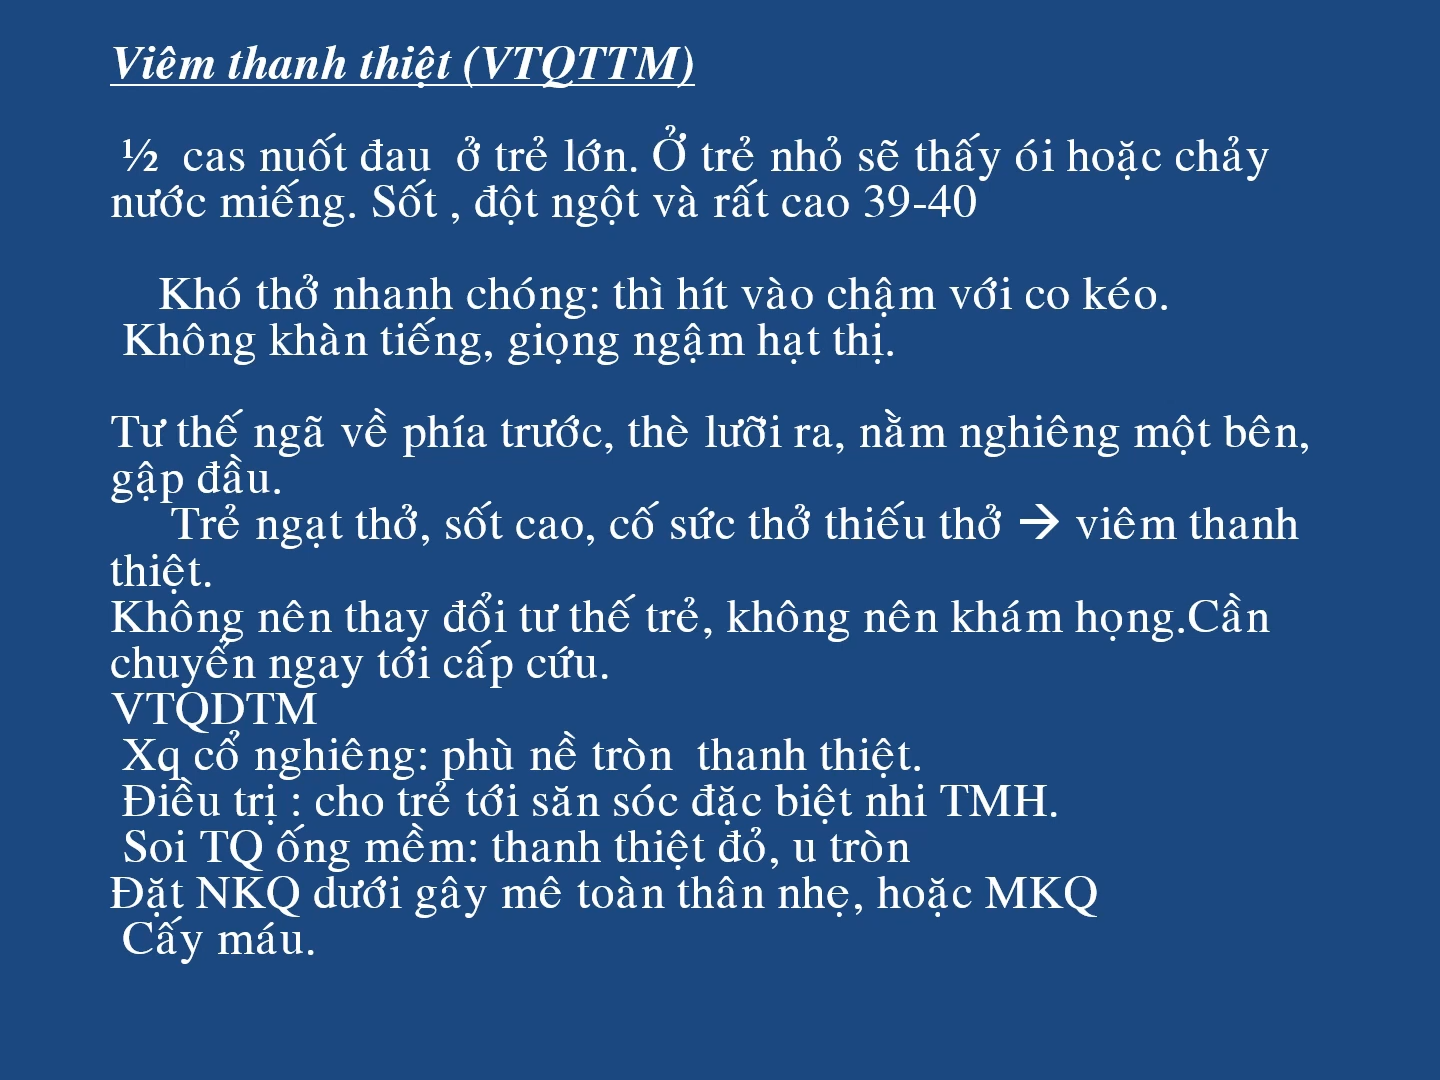 Viêm thanh thiệt (VTQTTM)
½ cas nuốt đau ở trẻ lớn. Ở trẻ nhỏ sẽ thấy ói hoặc chảy
nước miếng. Sốt , đột ngột và rất cao 39-40
Khó thở nhanh chóng: thì hít vào chậm với co kéo.
Không khàn tiếng, giọng ngậm hạt thị.
Tư thế ngã về phía trước, thè lưỡi ra, nằm nghiêng một bên,
gập đầu.
Trẻ ngạt thở, sốt cao, cố sức thở thiếu thở → viêm thanh
thiệt.
Không nên thay đổi tư thế trẻ, không nên khám họng.Cần
chuyển ngay tới cấp cứu.
VTQDTM
Xq cổ nghiêng: phù nề tròn thanh thiệt.
Điều trị : cho trẻ tới săn sóc đặc biệt nhi TMH.
Soi TQ ống mềm: thanh thiệt đỏ, u tròn
Đặt NKQ dưới gây mê toàn thân nhẹ, hoặc MKQ
Cấy máu.